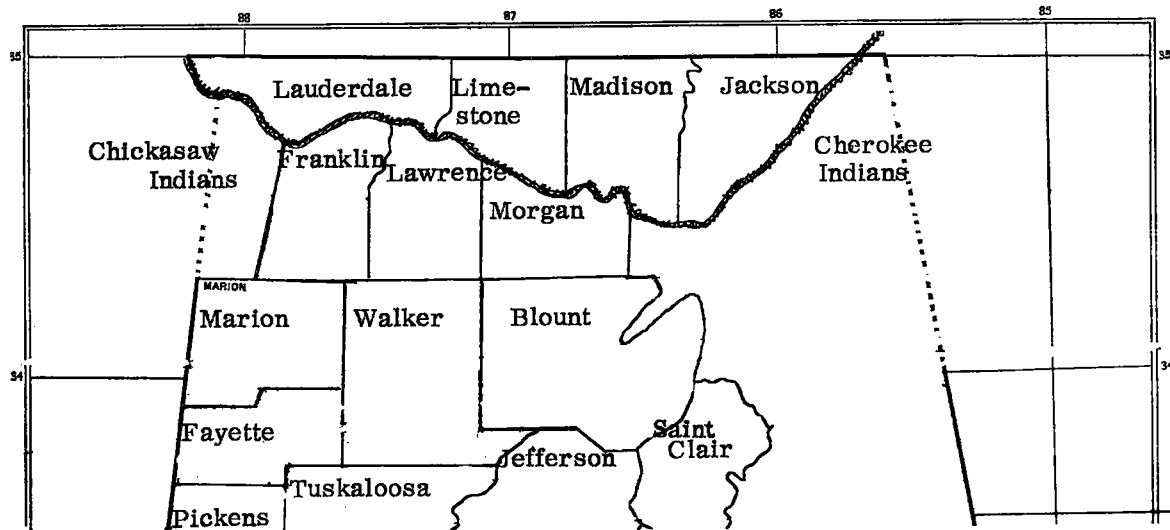 88 87 86 85
35 35
Lauderdale
Lime-
stone
Madison
Jackson
Chickasaw
Indians
Franklin
Lawrence
Morgan
Cherokee
Indians
MARION
Marion
Walker
Blount
34 34
Fayette
Saint
Clair
Jefferson
Tuskaloosa
Pickens